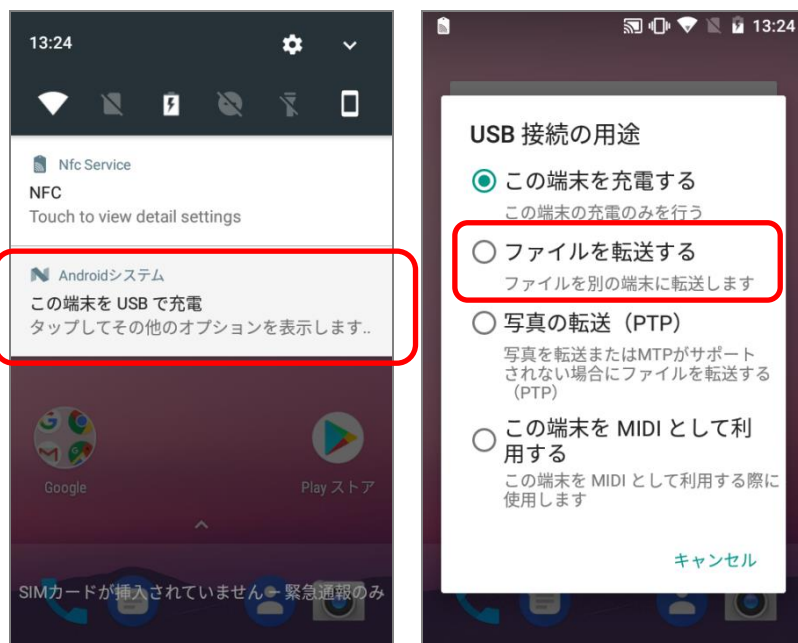 13:24
Nfc Service
NFC
Touch to view detail settings
Androidシステム
この端末を USB で充電
タップしてその他のオプションを表示します..
Google
Play ストア
SIMカードが挿入されていません – 緊急通報のみ
13:24
USB 接続の用途
この端末を充電する
この端末の充電のみを行う
ファイルを転送する
ファイルを別の端末に転送します
写真の転送（PTP）
写真を転送またはMTPがサポート
されない場合にファイルを転送する
（PTP）
この端末を MIDI として利
用する
この端末を MIDI として利用する際に
使用します
キャンセル